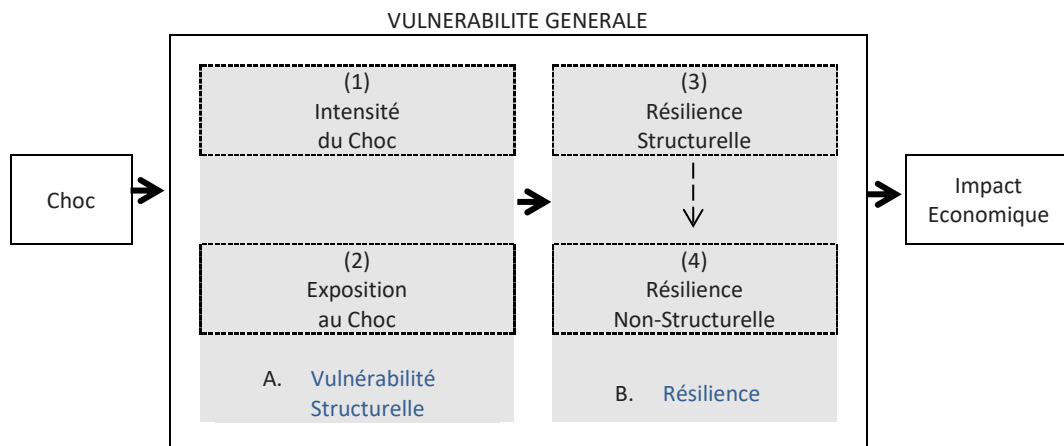 VULNERABILITE GENERALE
Choc
(1)
Intensité
du Choc
(2)
Exposition
au Choc
A. Vulnérabilité
Structurelle
(3)
Résilience
Structurelle
(4)
Résilience
Non-Structurelle
B. Résilience
Impact
Economique